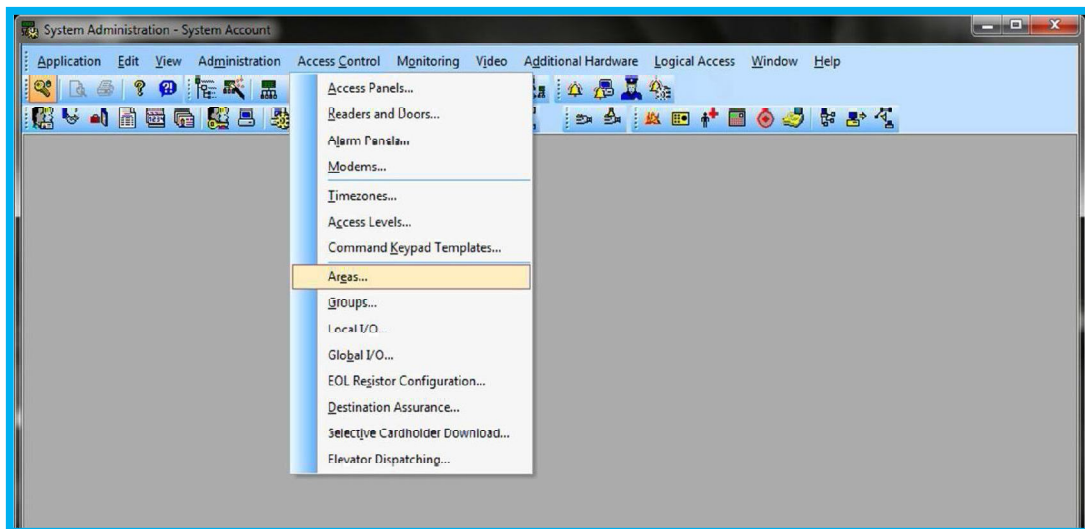 System Administration - System Account
Application Edit View Administration Access Control Monitoring Video Additional Hardware Logical Access Window Help
Access Panels...
Readers and Doors...
Alarm Panels...
Modems...
Timezones...
Access Levels...
Command Keypad Templates...
Areas...
Groups...
Local I/O...
Global I/O...
EOL Resistor Configuration...
Destination Assurance...
Selective Cardholder Download...
Elevator Dispatching...